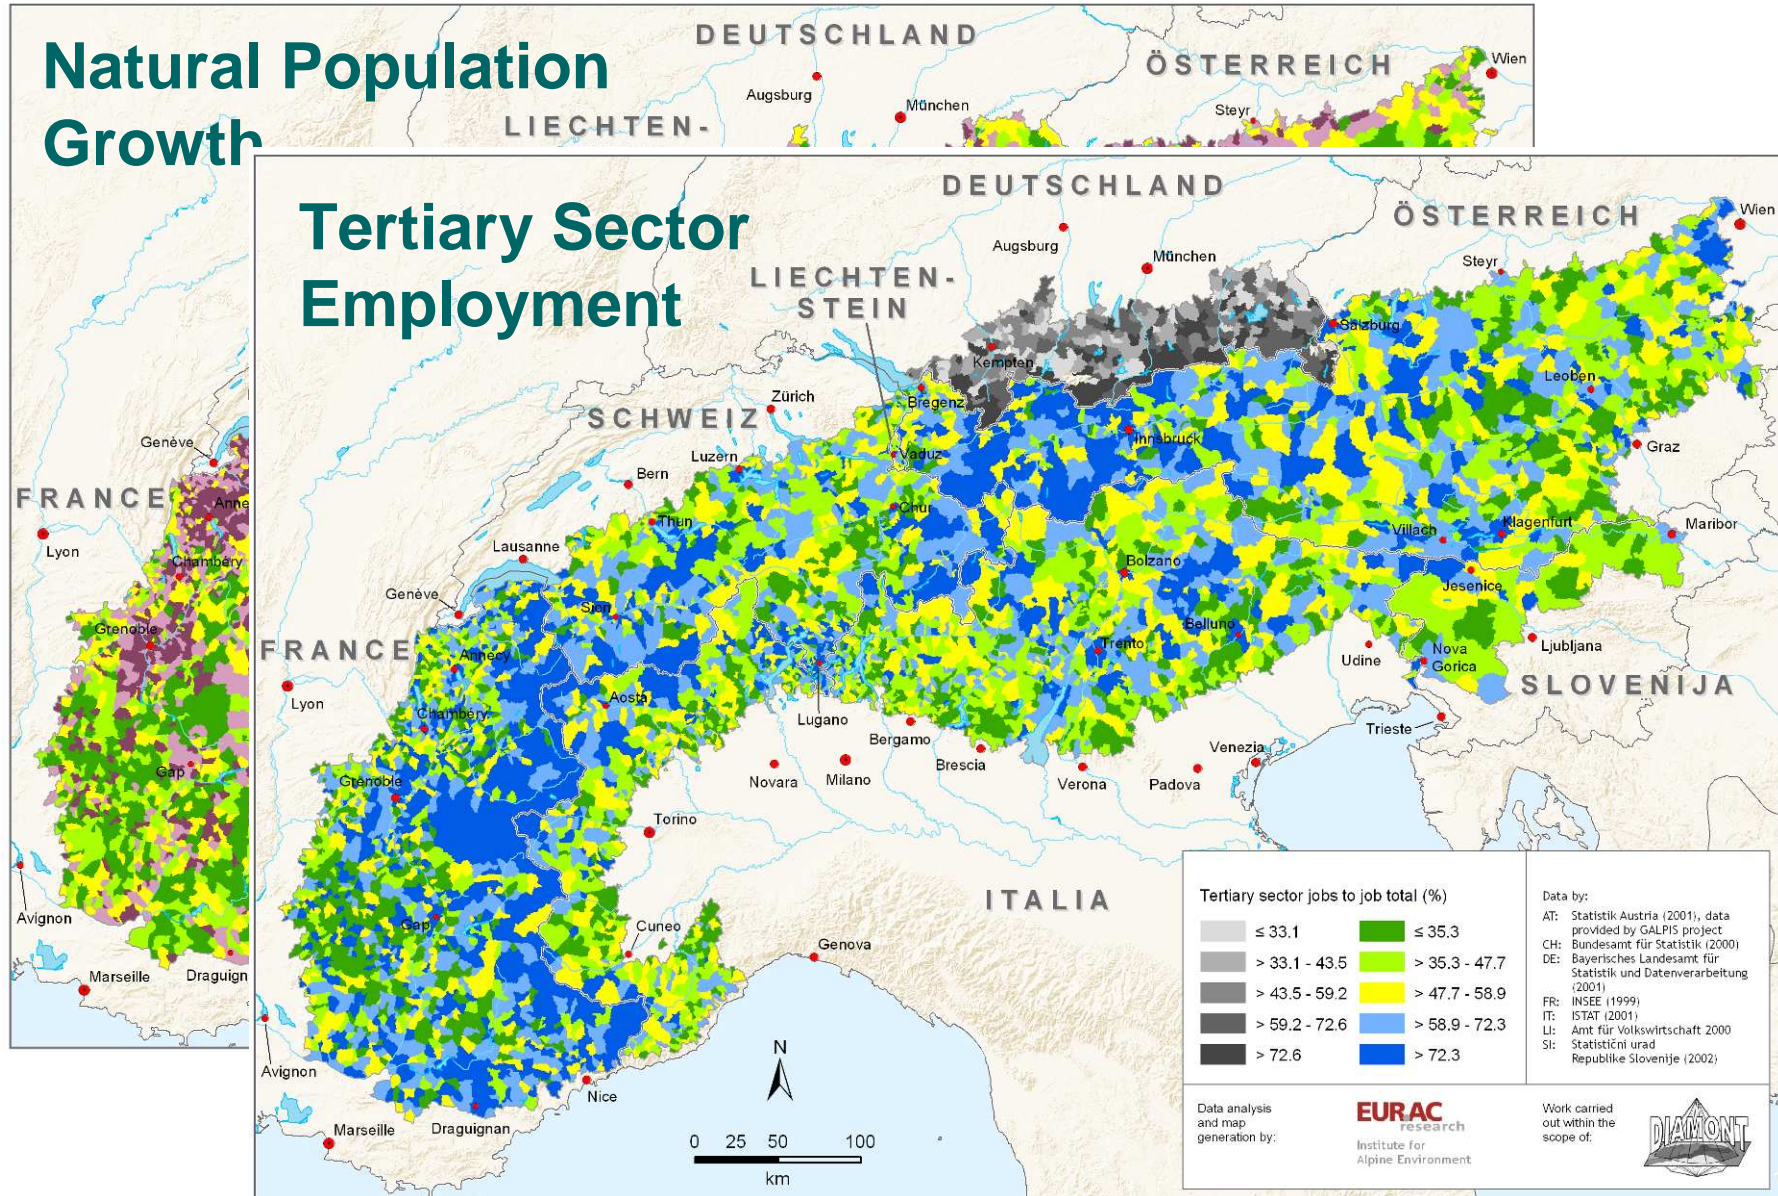 Natural Population
Growth
DEUTSCHLAND
ÖSTERREICH
Wien
Augsburg
München
Steyr
LIECHTEN-
Genève
FRANCE
Anne
Lyon
Chambéry
Grenoble
Gap
Avignon
Marseille
Draguign
Tertiary Sector
Employment
DEUTSCHLAND
ÖSTERREICH
Wien
Augsburg
München
Steyr
LIECHTEN-
STEIN
Salzburg
Kempten
Leoben
Bregenz
Zürich
SCHWEIZ
Innsbruck
Graz
Luzern
Vaduz
Bern
Chur
Thun
Villach
Klagenfurt
Maribor
Lausanne
Bolzano
Jesenice
Genève
Sion
Belluno
Trento
FRANCE
Annecy
Udine
Nova
Gorica
Ljubljana
SLOVENIJA
Lyon
Aosta
Chambéry
Lugano
Bergamo
Trieste
Venezia
Brescia
Novara
Milano
Verona
Padova
Grenoble
Torino
ITALIA
Gap
Cuneo
Genova
Avignon
Nice
Marseille
Draguignan
N
0 25 50 100
km
Tertiary sector jobs to job total (%)
≤ 33.1 ≤ 35.3
> 33.1 - 43.5 > 35.3 - 47.7
> 43.5 - 59.2 > 47.7 - 58.9
> 59.2 - 72.6 > 58.9 - 72.3
> 72.6 > 72.3
Data by:
AT: Statistik Austria (2001), data
provided by GALPIS project
CH: Bundesamt für Statistik (2000)
DE: Bayerisches Landesamt für
Statistik und Datenverarbeitung
(2001)
FR: INSEE (1999)
IT: ISTAT (2001)
LI: Amt für Volkswirtschaft 2000
SI: Statistični urad
Republike Slovenije (2002)
Data analysis
and map
generation by:
EURAC
research
Institute for
Alpine Environment
Work carried
out within the
scope of:
DIAMONT